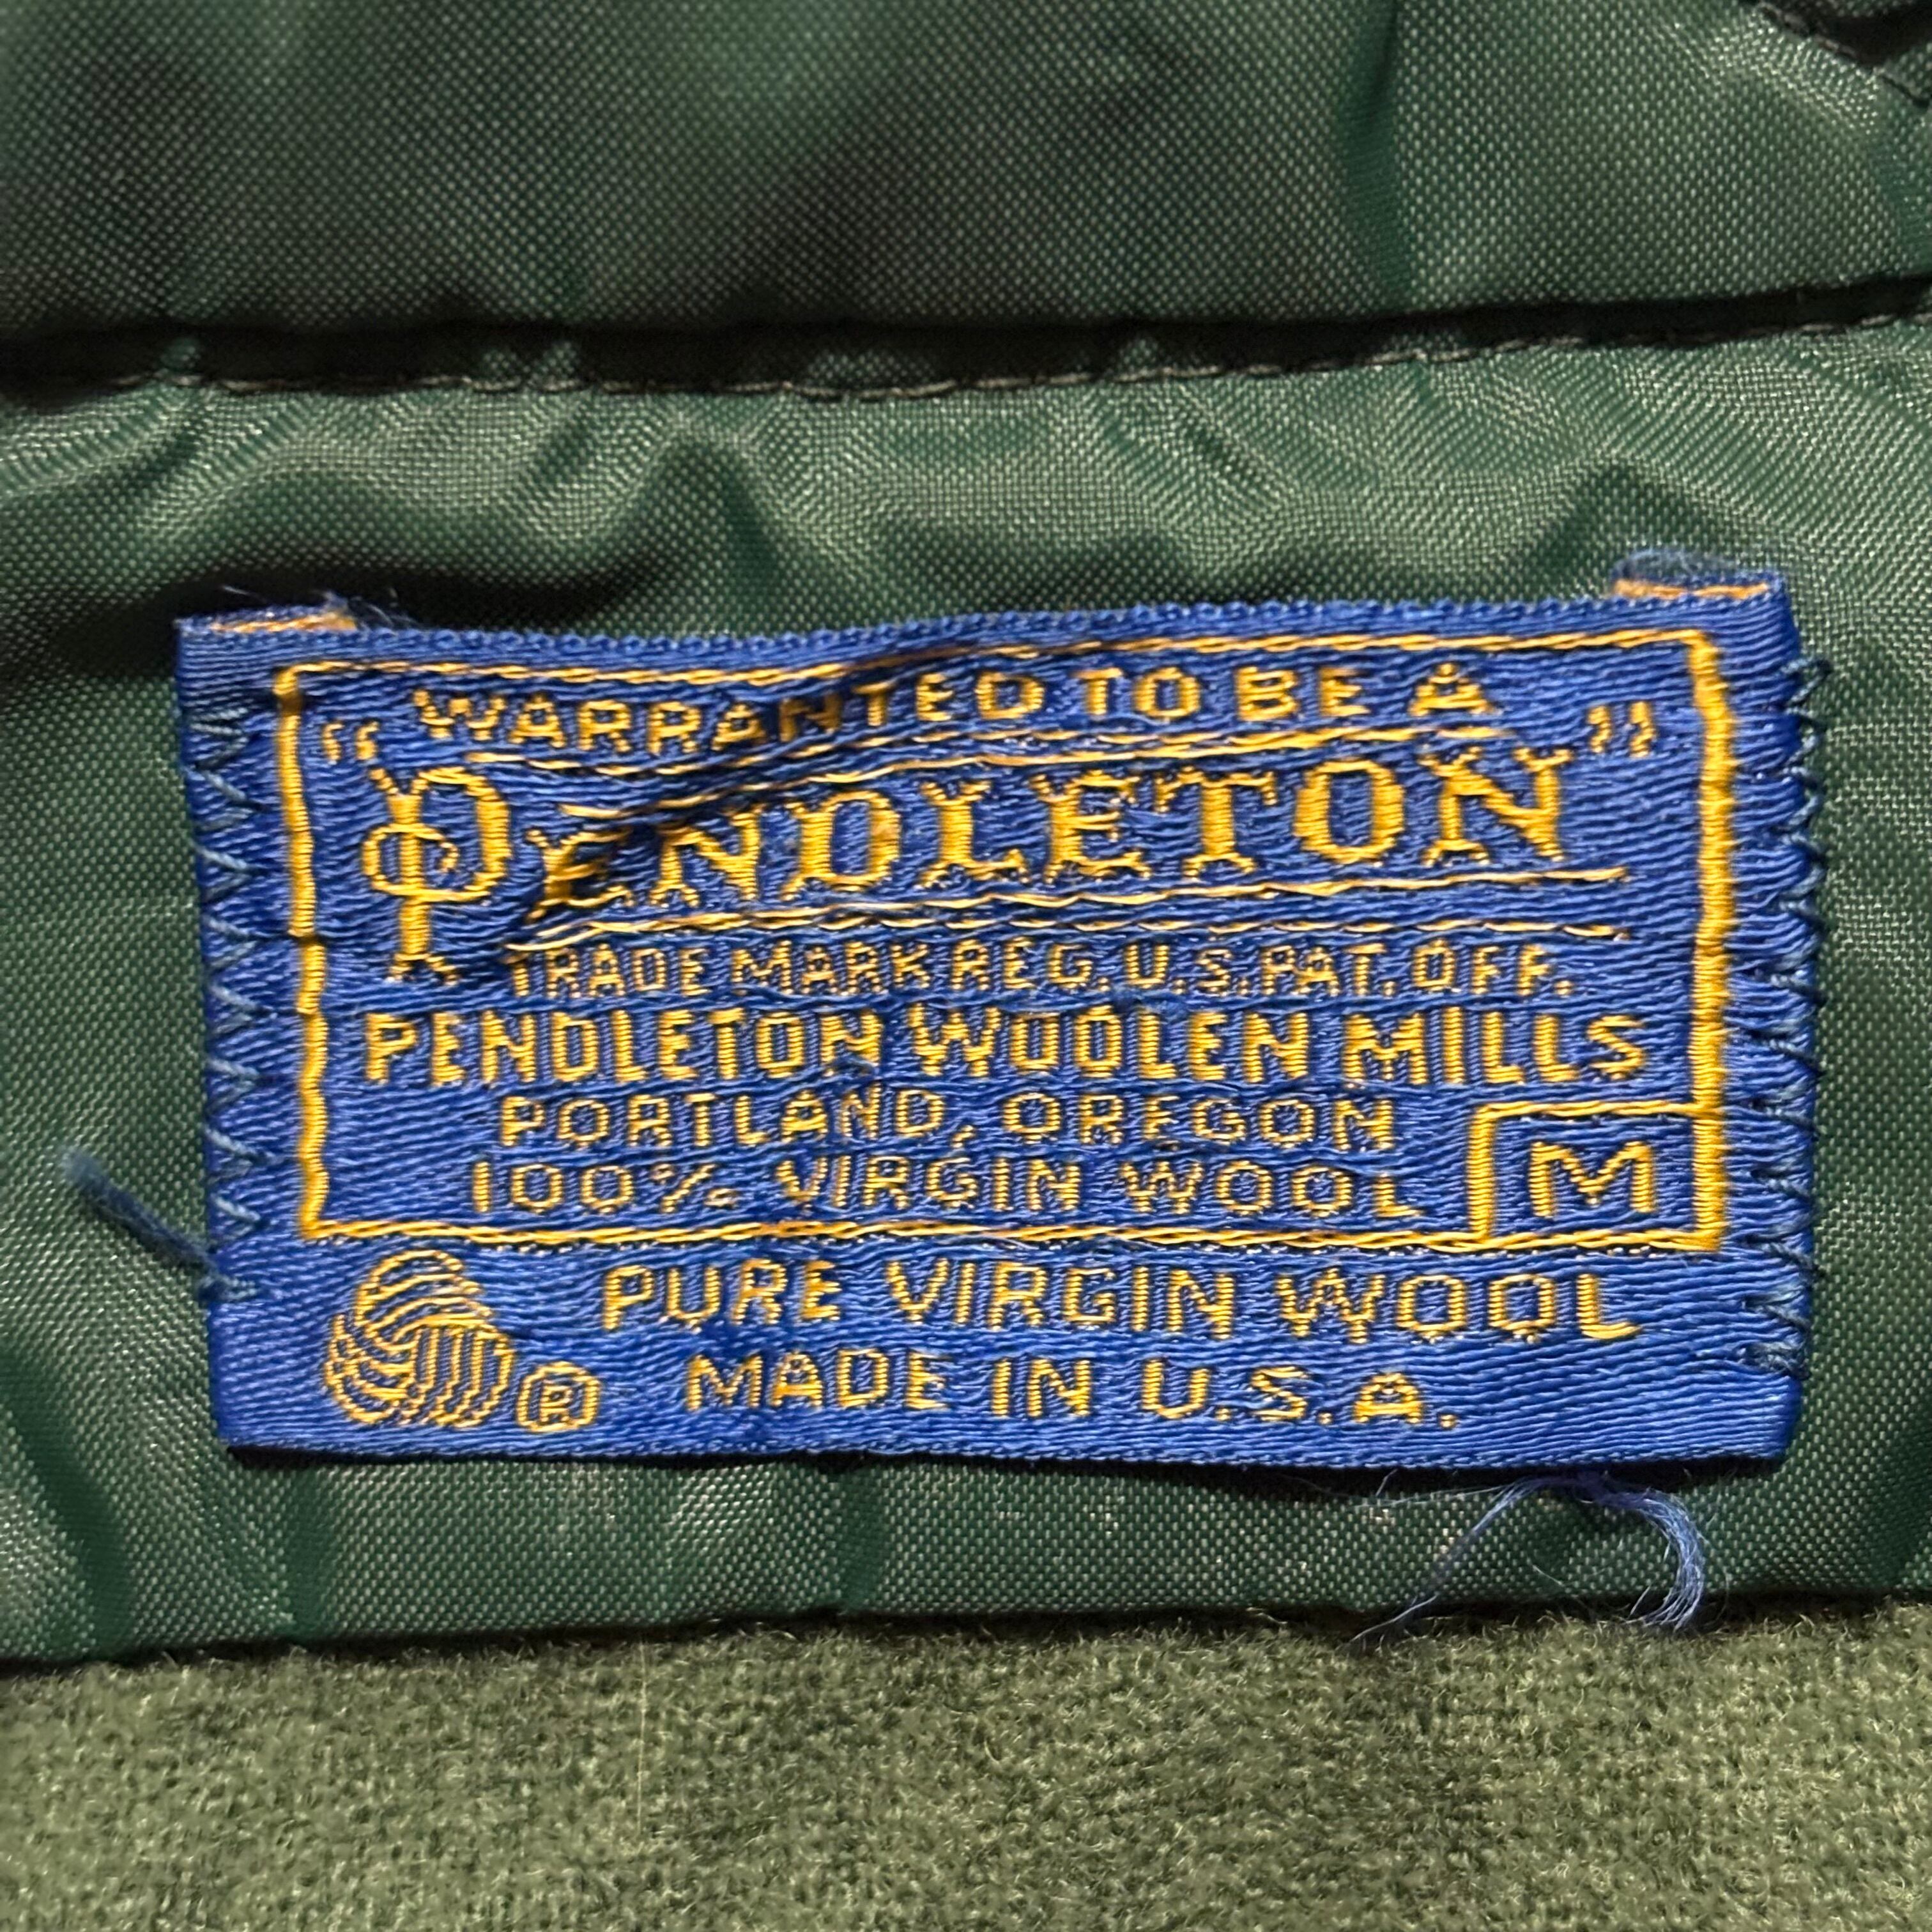 WARRANTED TO BE A
"PENDLETON"
TRADE MARK REG. U.S. PAT. OFF.
PENDLETON WOOLEN MILLS
PORTLAND, OREGON
100% VIRGIN WOOL M
PURE VIRGIN WOOL
® MADE IN U.S.A.